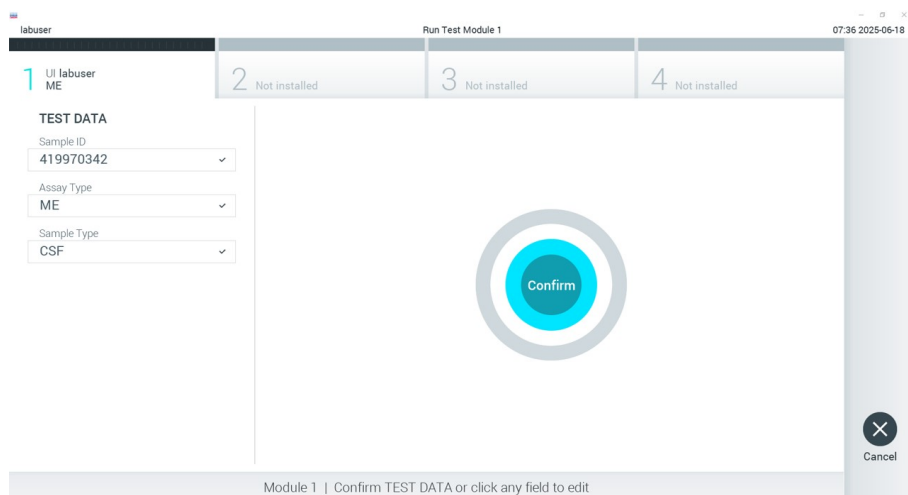 labuser
Run Test Module 1
07:36 2025-06-18
1 UI labuser
ME
2 Not installed
3 Not installed
4 Not installed
TEST DATA
Sample ID
419970342
Assay Type
ME
Sample Type
CSF
Confirm
Cancel
Module 1 | Confirm TEST DATA or click any field to edit